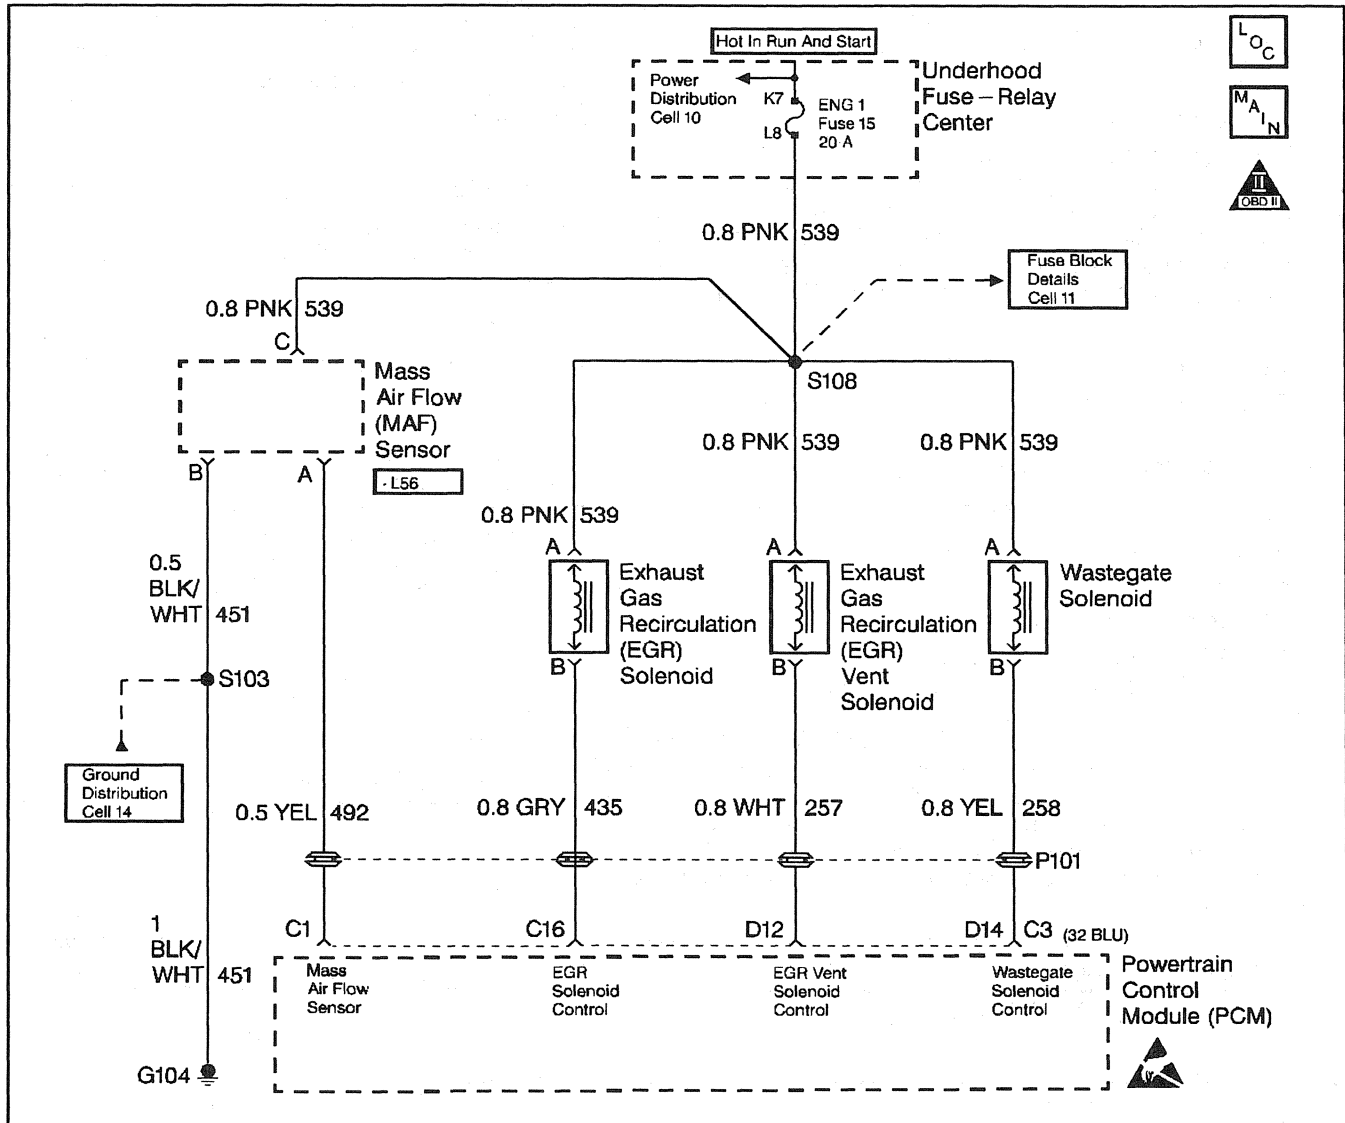 Hot In Run And Start
LOC
MAIN
II
OBD II
Power
Distribution
Cell 10
K7
L8
ENG 1
Fuse 15
20 A
Underhood
Fuse – Relay
Center
0.8 PNK 539
Fuse Block
Details
Cell 11
0.8 PNK 539
C
S108
Mass
Air Flow
(MAF)
Sensor
L56
B
A
0.8 PNK 539
0.8 PNK 539
0.8 PNK 539
A
A
A
Exhaust
Gas
Recirculation
(EGR)
Solenoid
Exhaust
Gas
Recirculation
(EGR)
Vent
Solenoid
Wastegate
Solenoid
B
B
B
0.5
BLK/
WHT 451
S103
Ground
Distribution
Cell 14
0.5 YEL 492
0.8 GRY 435
0.8 WHT 257
0.8 YEL 258
P101
1
BLK/
WHT 451
C1
C16
D12
D14
C3 (32 BLU)
Mass
Air Flow
Sensor
EGR
Solenoid
Control
EGR Vent
Solenoid
Control
Wastegate
Solenoid
Control
Powertrain
Control
Module (PCM)
G104